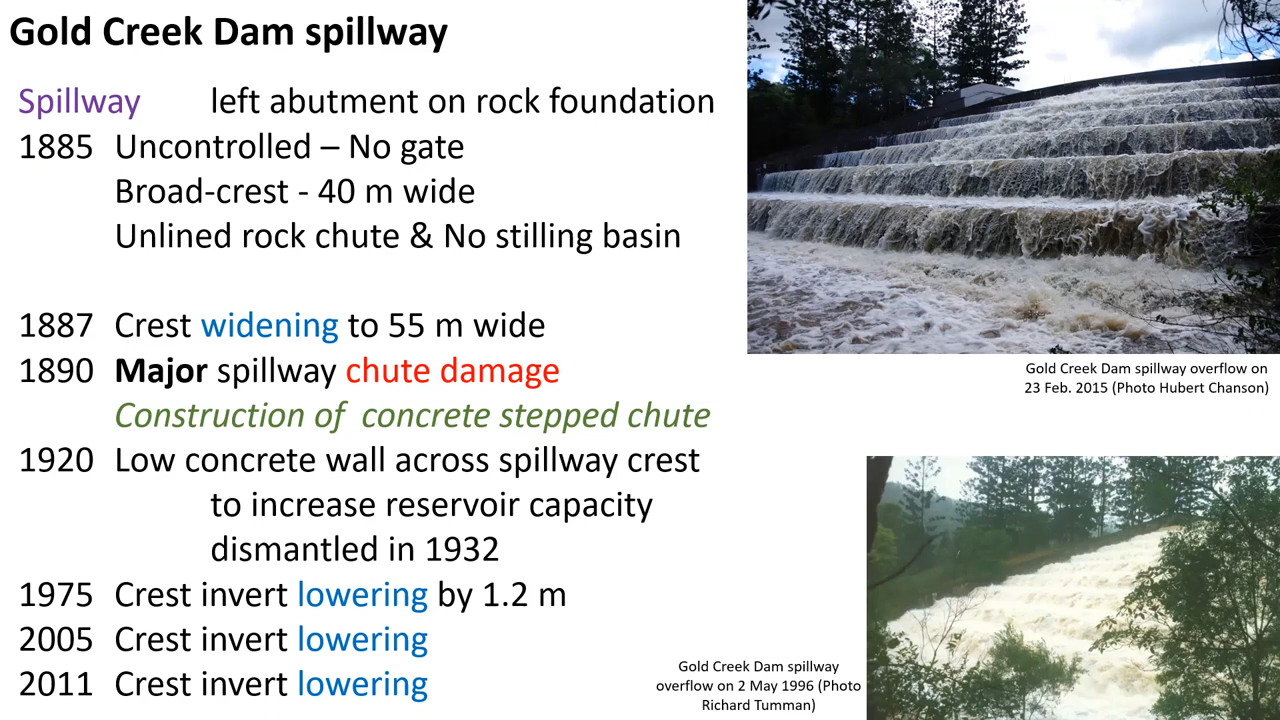 Gold Creek Dam spillway
Spillway left abutment on rock foundation
1885 Uncontrolled – No gate
Broad-crest - 40 m wide
Unlined rock chute & No stilling basin
1887 Crest widening to 55 m wide
1890 Major spillway chute damage
Construction of concrete stepped chute
1920 Low concrete wall across spillway crest
to increase reservoir capacity
dismantled in 1932
1975 Crest invert lowering by 1.2 m
2005 Crest invert lowering
2011 Crest invert lowering
Gold Creek Dam spillway overflow on
23 Feb. 2015 (Photo Hubert Chanson)
Gold Creek Dam spillway
overflow on 2 May 1996 (Photo
Richard Tumman)